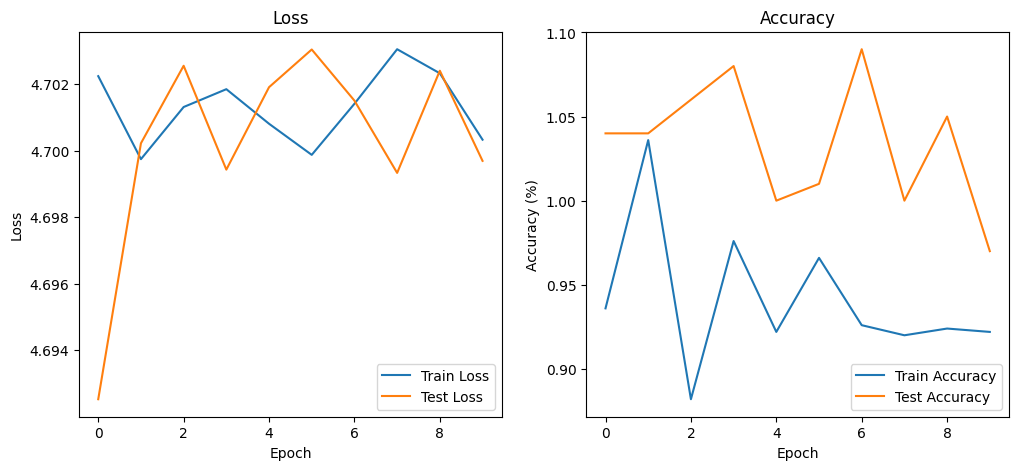 Loss
Loss
4.702
4.700
4.698
4.696
4.694
0 2 4 6 8
Epoch
Train Loss
Test Loss
Accuracy
Accuracy (%)
1.10
1.05
1.00
0.95
0.90
0 2 4 6 8
Epoch
Train Accuracy
Test Accuracy